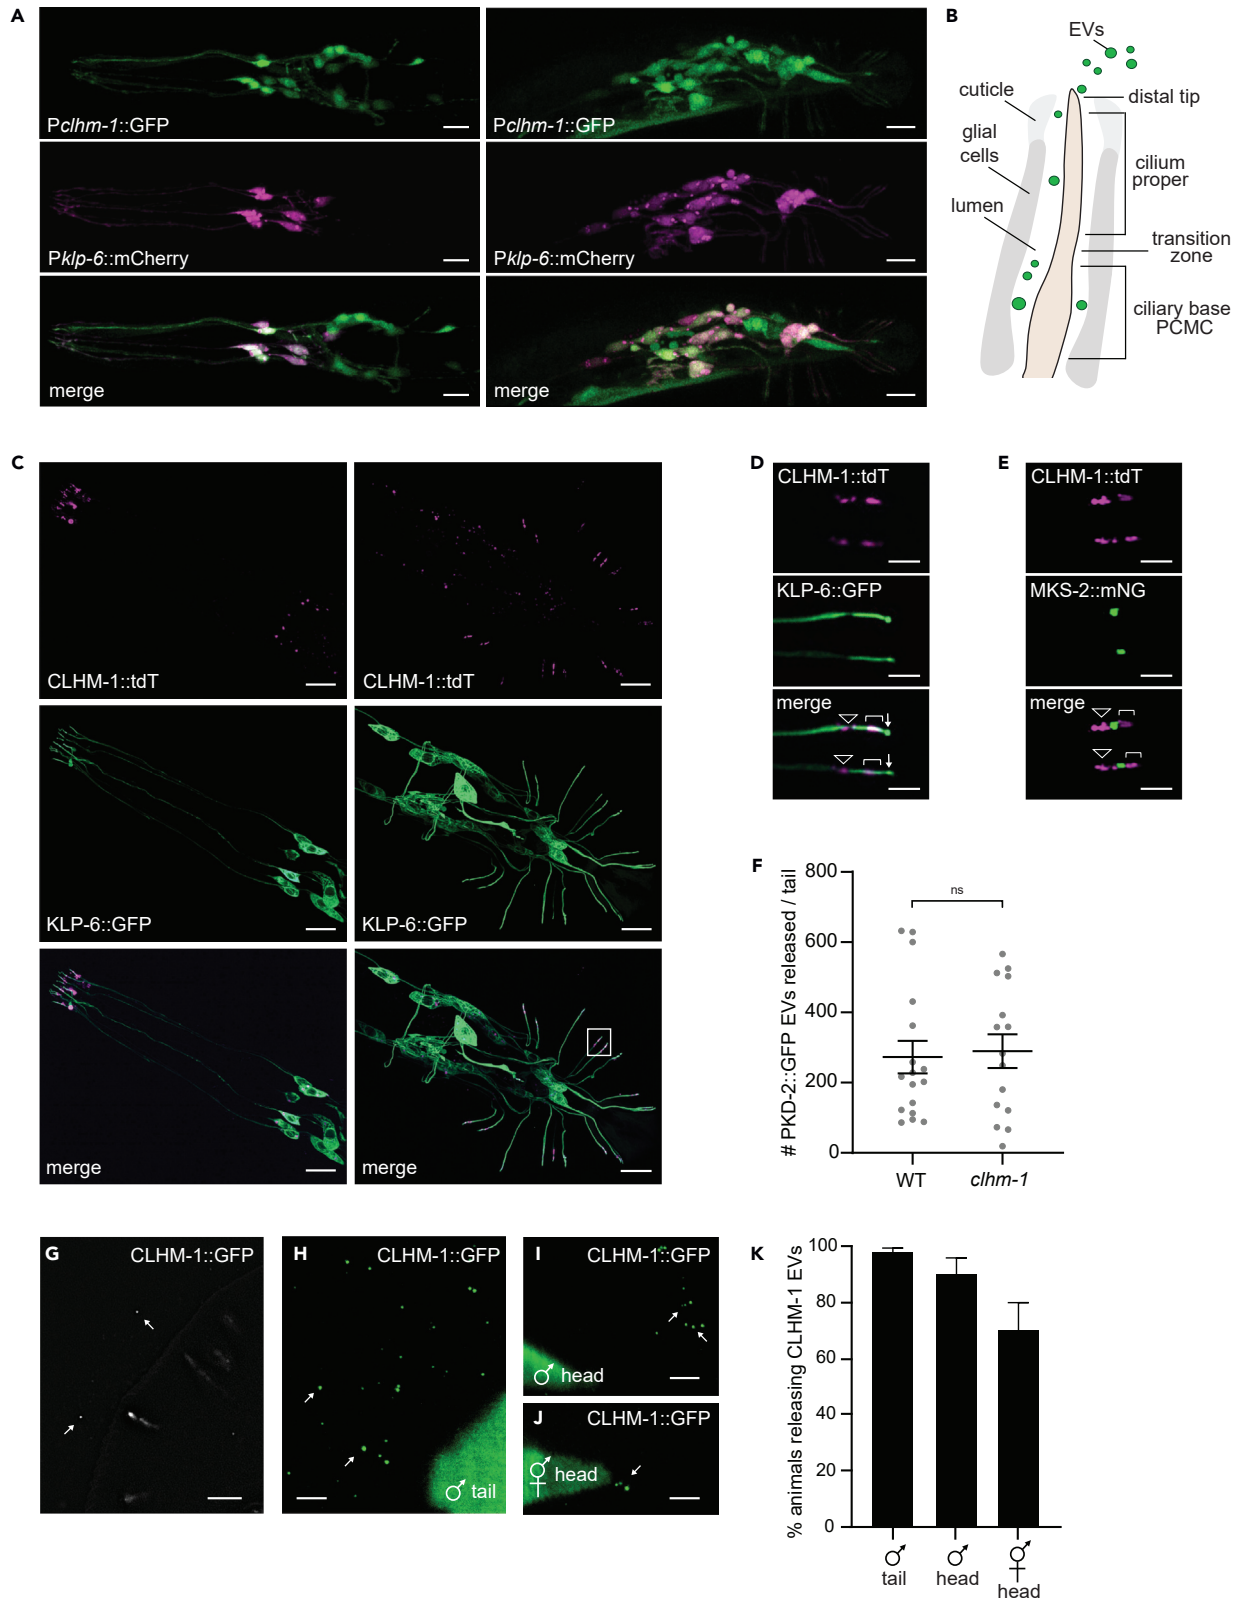 A
Pclhm-1::GFP
Pclhm-1::GFP
Pklp-6::mCherry
Pklp-6::mCherry
merge
merge
B
EVs
cuticle
distal tip
glial
cells
cilium
proper
lumen
transition
zone
ciliary base
PCMC
C
CLHM-1::tdT
CLHM-1::tdT
KLP-6::GFP
KLP-6::GFP
merge
merge
D
CLHM-1::tdT
KLP-6::GFP
merge
E
CLHM-1::tdT
MKS-2::mNG
merge
F
# PKD-2::GFP EVs released / tail
800
600
400
200
0
ns
WT
clhm-1
G
CLHM-1::GFP
H
CLHM-1::GFP
♂ tail
I
CLHM-1::GFP
♂ head
J
CLHM-1::GFP
⚥ head
K
% animals releasing CLHM-1 EVs
100
80
60
40
20
0
♂
tail
♂
head
⚥
head